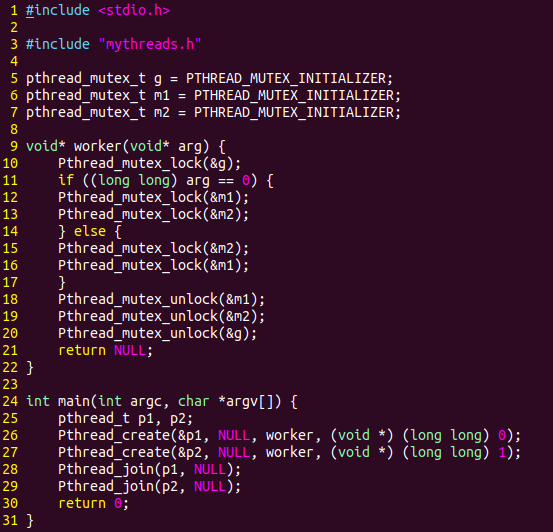 1 #include <stdio.h>
2
3 #include "mythreads.h"
4
5 pthread_mutex_t g = PTHREAD_MUTEX_INITIALIZER;
6 pthread_mutex_t m1 = PTHREAD_MUTEX_INITIALIZER;
7 pthread_mutex_t m2 = PTHREAD_MUTEX_INITIALIZER;
8
9 void* worker(void* arg) {
10     Pthread_mutex_lock(&g);
11     if ((long long) arg == 0) {
12     Pthread_mutex_lock(&m1);
13     Pthread_mutex_lock(&m2);
14     } else {
15     Pthread_mutex_lock(&m2);
16     Pthread_mutex_lock(&m1);
17     }
18     Pthread_mutex_unlock(&m1);
19     Pthread_mutex_unlock(&m2);
20     Pthread_mutex_unlock(&g);
21     return NULL;
22 }
23
24 int main(int argc, char *argv[]) {
25     pthread_t p1, p2;
26     Pthread_create(&p1, NULL, worker, (void *) (long long) 0);
27     Pthread_create(&p2, NULL, worker, (void *) (long long) 1);
28     Pthread_join(p1, NULL);
29     Pthread_join(p2, NULL);
30     return 0;
31 }